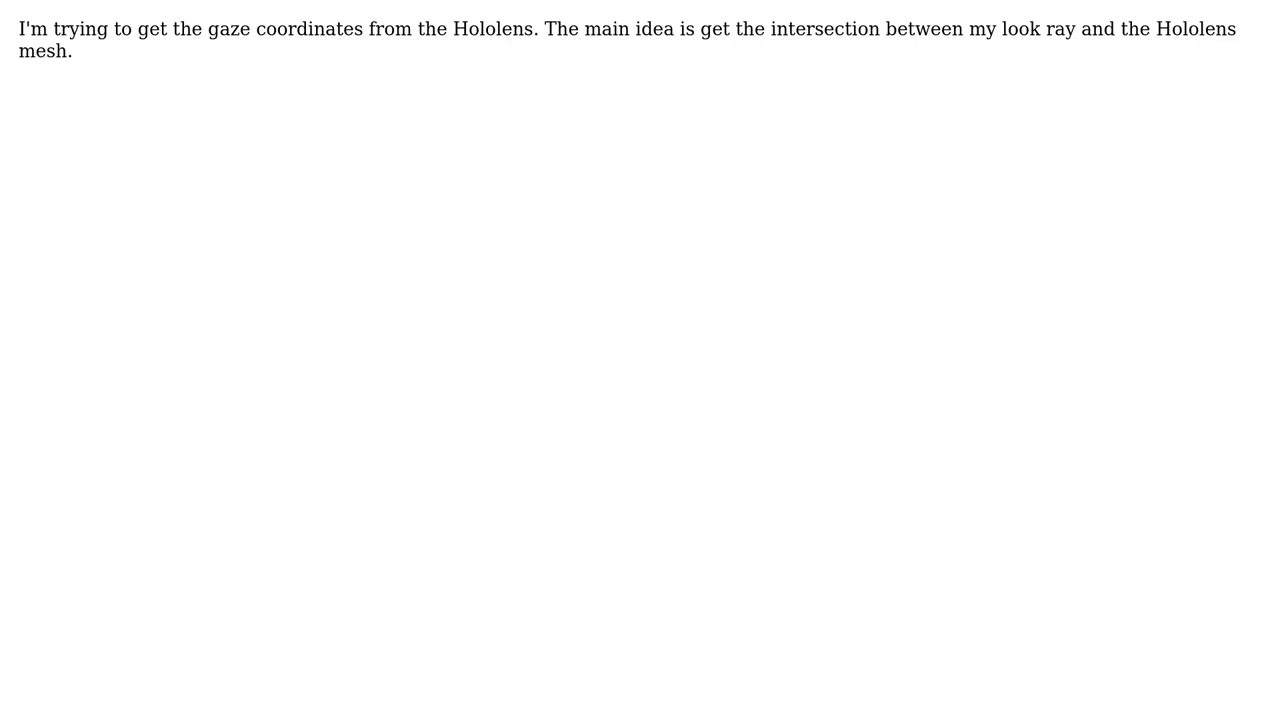 I'm trying to get the gaze coordinates from the Hololens. The main idea is get the intersection between my look ray and the Hololens
mesh.